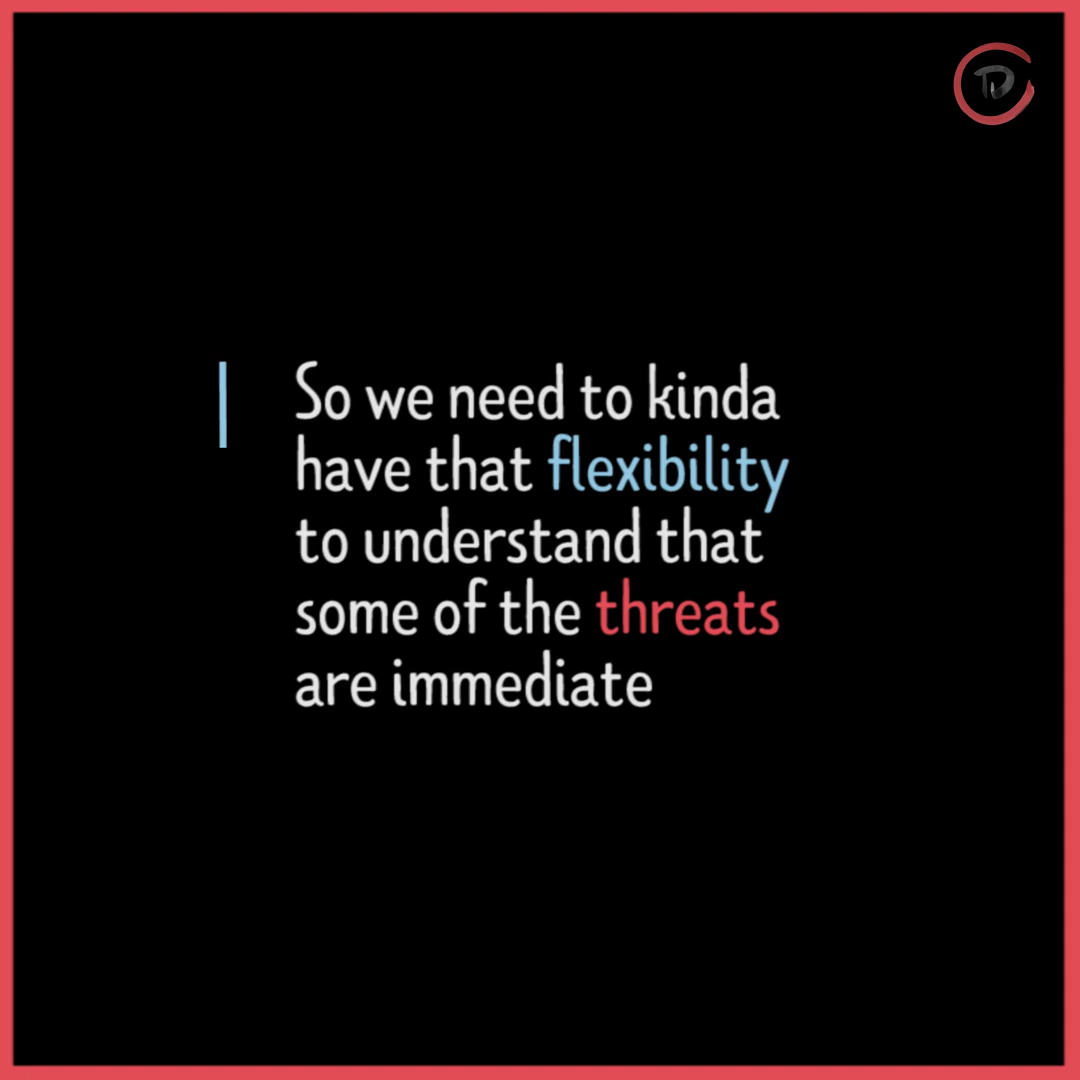 So we need to kinda
have that flexibility
to understand that
some of the threats
are immediate